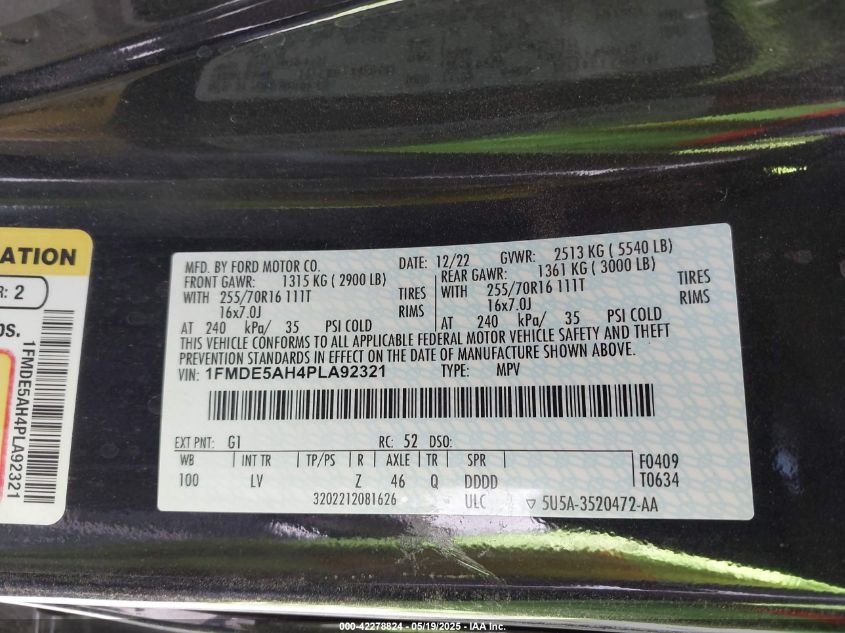 ATION
R: 2
bs.
1FMDE5AH4PLA92321
MFD. BY FORD MOTOR CO. DATE: 12/22 GVWR: 2513 KG ( 5540 LB)
FRONT GAWR: 1315 KG ( 2900 LB) REAR GAWR: 1361 KG ( 3000 LB)
WITH 255/70R16 111T TIRES WITH 255/70R16 111T TIRES
16x7.0J RIMS 16x7.0J RIMS
AT 240 kPa/ 35 PSI COLD AT 240 kPa/ 35 PSI COLD
THIS VEHICLE CONFORMS TO ALL APPLICABLE FEDERAL MOTOR VEHICLE SAFETY AND THEFT
PREVENTION STANDARDS IN EFFECT ON THE DATE OF MANUFACTURE SHOWN ABOVE.
VIN: 1FMDE5AH4PLA92321 TYPE: MPV
EXT PNT: G1 RC: 52 DSO:
WB INT TR TP/PS R AXLE TR SPR F0409
100 LV Z 46 Q DDDD T0634
3202212081626 ULC ▽ 5U5A-3520472-AA
000-42278824 - 05/19/2025 - IAA Inc.